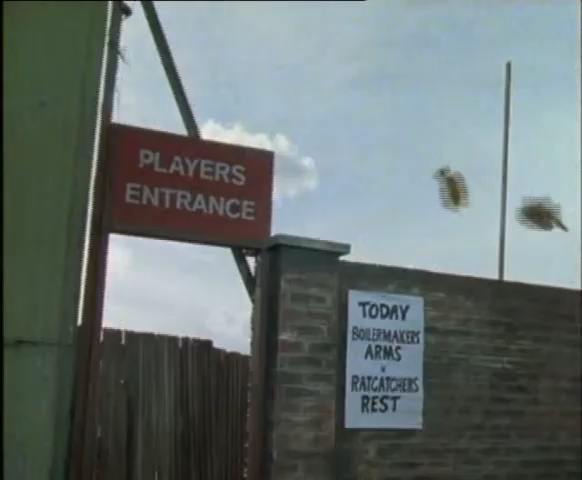 PLAYERS
ENTRANCE
TODAY
BOILERMAKERS
ARMS
v
RATCATCHERS
REST